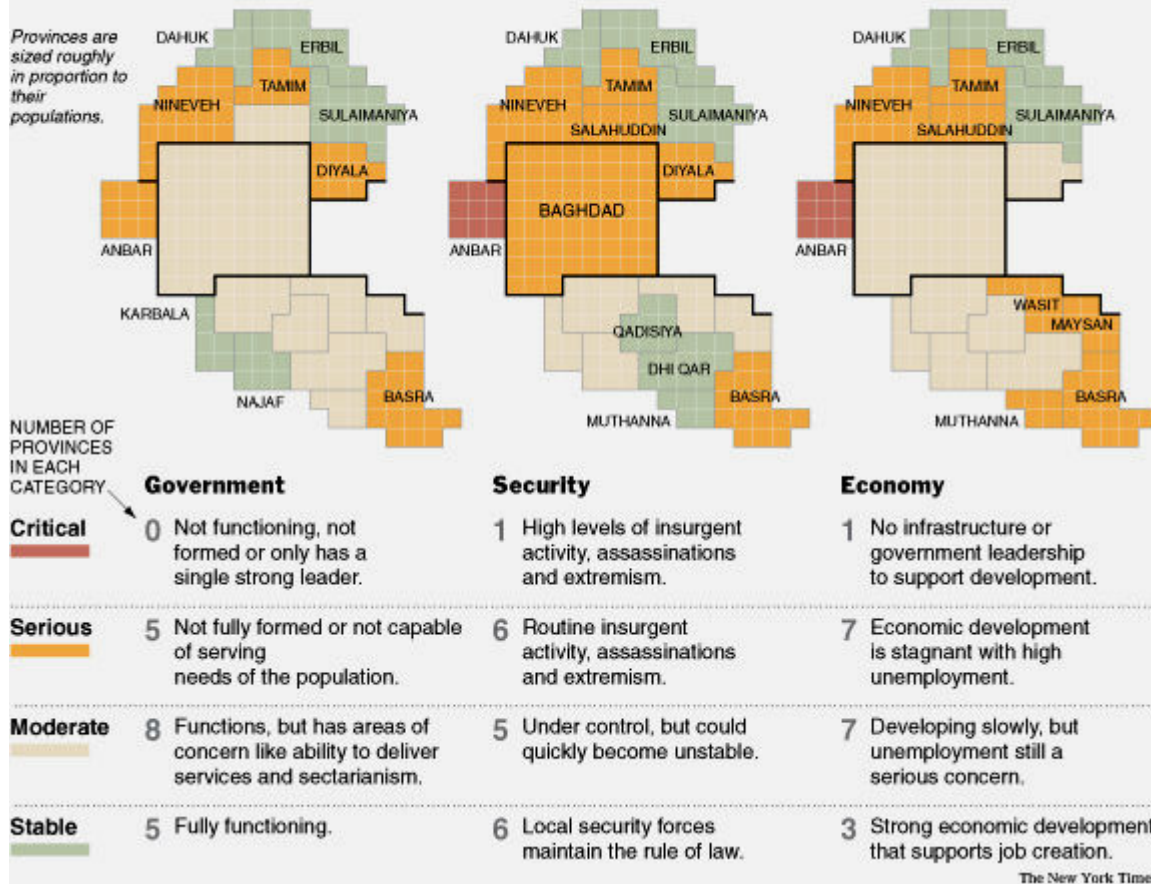 Provinces are
sized roughly
in proportion to
their
populations.
DAHUK
ERBIL
TAMIM
NINEVEH
SULAIMANIYA
DIYALA
ANBAR
KARBALA
NAJAF
BASRA
DAHUK
ERBIL
TAMIM
NINEVEH
SULAIMANIYA
SALAHUDDIN
DIYALA
BAGHDAD
ANBAR
QADISIYA
DHI QAR
BASRA
MUTHANNA
DAHUK
ERBIL
TAMIM
NINEVEH
SULAIMANIYA
SALAHUDDIN
ANBAR
WASIT
MAYSAN
BASRA
MUTHANNA
NUMBER OF
PROVINCES
IN EACH
CATEGORY
Government
Security
Economy
Critical
0 Not functioning, not
formed or only has a
single strong leader.
1 High levels of insurgent
activity, assassinations
and extremism.
1 No infrastructure or
government leadership
to support development.
Serious
5 Not fully formed or not capable
of serving
needs of the population.
6 Routine insurgent
activity, assassinations
and extremism.
7 Economic development
is stagnant with high
unemployment.
Moderate
8 Functions, but has areas of
concern like ability to deliver
services and sectarianism.
5 Under control, but could
quickly become unstable.
7 Developing slowly, but
unemployment still a
serious concern.
Stable
5 Fully functioning.
6 Local security forces
maintain the rule of law.
3 Strong economic development
that supports job creation.
The New York Time